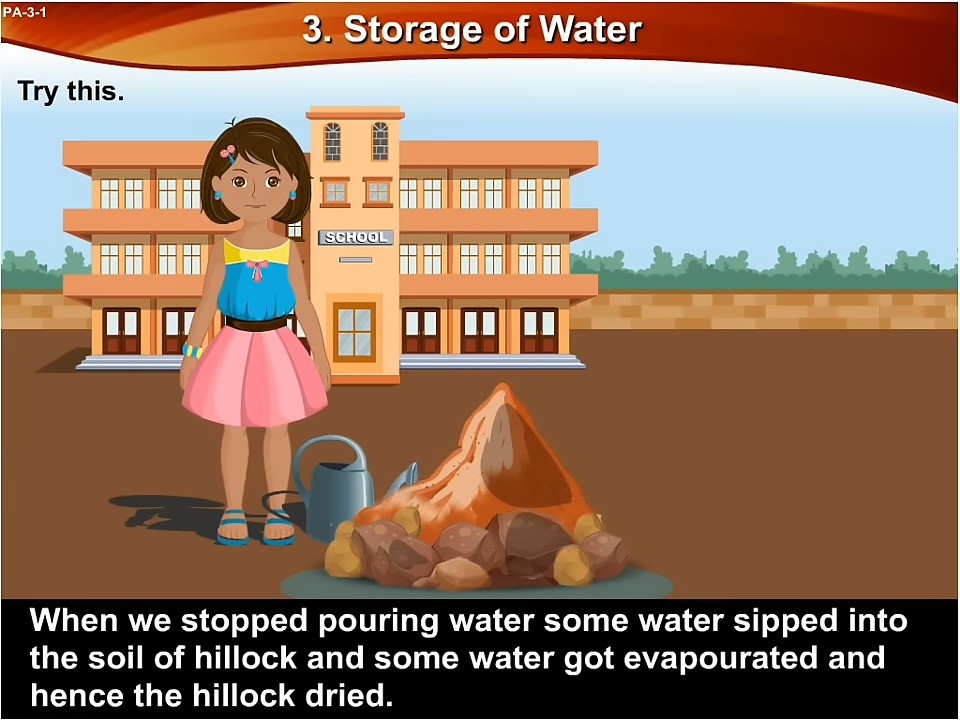 PA-3-1
3. Storage of Water
Try this.
SCHOOL
When we stopped pouring water some water sipped into
the soil of hillock and some water got evapourated and
hence the hillock dried.